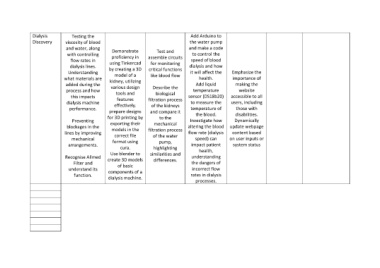 Dialysis
Discovery
Testing the
viscosity of blood
and water, along
with controlling
flow rates in
dialysis lines.
Understanding
what materials are
added during the
process and how
this impacts
dialysis machine
performance.
Preventing
blockages in the
lines by improving
mechanical
arrangements.
Recognise Ahmed
Filter and
understand its
function.
Demonstrate
proficiency in
using Tinkercad
by creating a 3D
model of a
kidney, utilising
various design
tools and
features
effectively,
prepare designs
for 3D printing by
exporting their
models in the
correct file
format using
cura.
Use blender to
create 3D models
of basic
components of a
dialysis machine.
Test and
assemble circuits
for monitoring
critical functions
like blood flow
Describe the
biological
filtration process
of the kidneys
and compare it
to the
mechanical
filtration process
of the water
pump,
highlighting
similarities and
differences.
Add Arduino to
the water pump
and make a code
to control the
speed of blood
dialysis and how
it will affect the
health.
Add liquid
temperature
sensor (DS18B20)
to measure the
temperature of
the blood.
Investigate how
altering the blood
flow rate (dialysis
speed) can
impact patient
health,
understanding
the dangers of
incorrect flow
rates in dialysis
processes.
Emphasise the
importance of
making the
website
accessible to all
users, including
those with
disabilities.
Dynamically
update webpage
content based
on user inputs or
system status